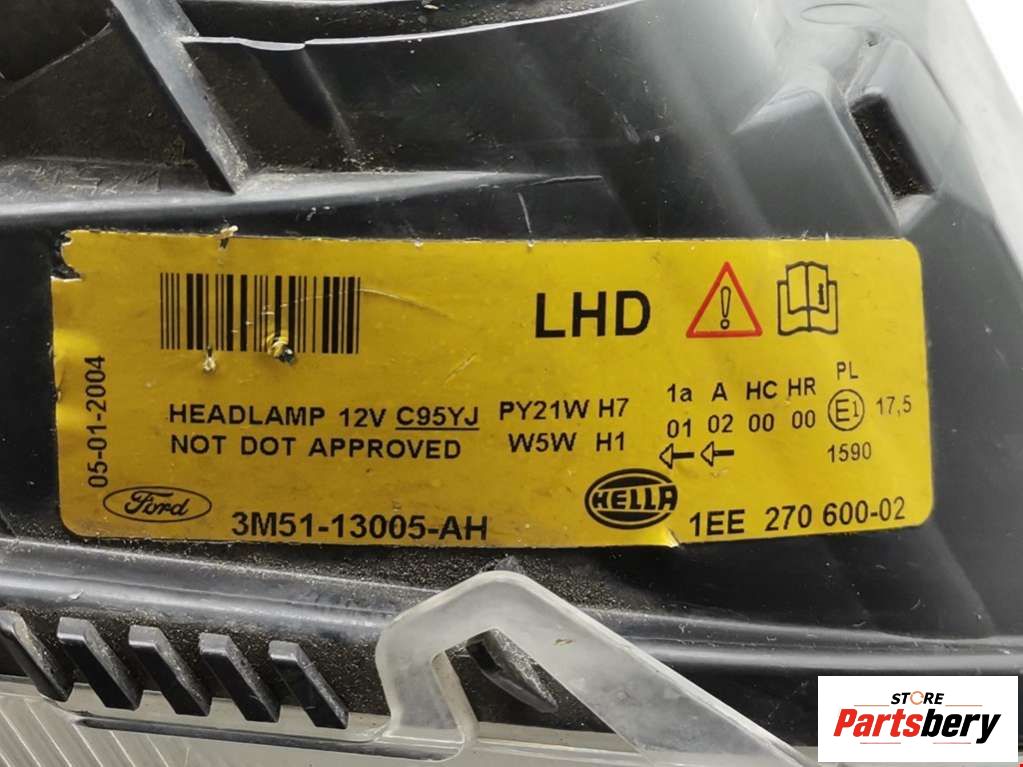 LHD
05-01-2004
HEADLAMP 12V C95YJ PY21W H7
NOT DOT APPROVED W5W H1
1a A HC HR PL
01 02 00 00 E1 17,5
1590
Ford
3M51-13005-AH
HELLA
1EE 270 600-02
STORE
Partsbery